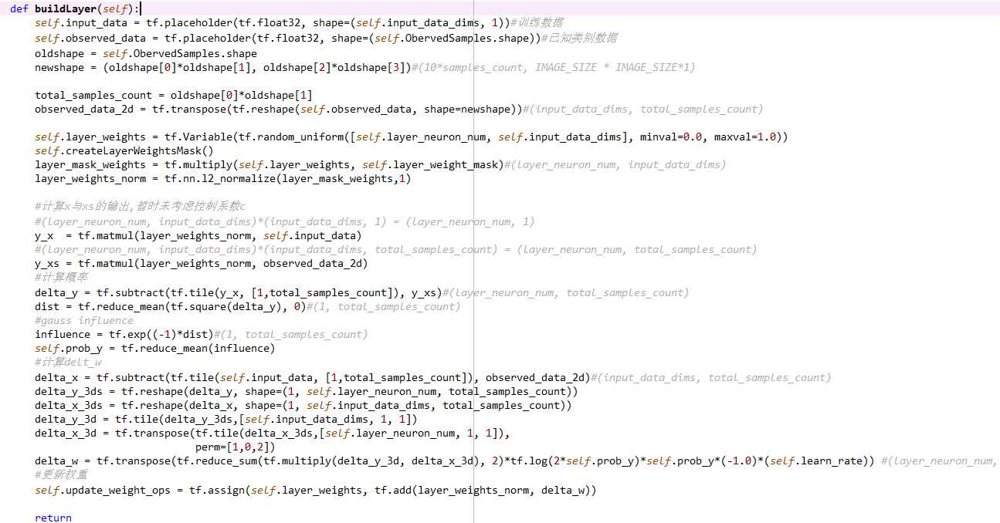 def buildLayer(self):
self.input_data = tf.placeholder(tf.float32, shape=(self.input_data_dims, 1))#训练数据
self.observed_data = tf.placeholder(tf.float32, shape=(self.ObervedSamples.shape))#已知类别数据
oldshape = self.ObervedSamples.shape
newshape = (oldshape[0]*oldshape[1], oldshape[2]*oldshape[3])#(10*samples_count, IMAGE_SIZE * IMAGE_SIZE*1)
total_samples_count = oldshape[0]*oldshape[1]
observed_data_2d = tf.transpose(tf.reshape(self.observed_data, shape=newshape))#(input_data_dims, total_samples_count)
self.layer_weights = tf.Variable(tf.random_uniform([self.layer_neuron_num, self.input_data_dims], minval=0.0, maxval=1.0))
self.createLayerWeightsMask()
layer_mask_weights = tf.multiply(self.layer_weights, self.layer_weight_mask)#(layer_neuron_num, input_data_dims)
layer_weights_norm = tf.nn.l2_normalize(layer_mask_weights,1)
#计算x与xs的输出,暂时未考虑控制系数c
#(layer_neuron_num, input_data_dims)*(input_data_dims, 1) = (layer_neuron_num, 1)
y_x  = tf.matmul(layer_weights_norm, self.input_data)
#(layer_neuron_num, input_data_dims)*(input_data_dims, total_samples_count) = (layer_neuron_num, total_samples_count)
y_xs = tf.matmul(layer_weights_norm, observed_data_2d)
#计算概率
delta_y = tf.subtract(tf.tile(y_x, [1,total_samples_count]), y_xs)#(layer_neuron_num, total_samples_count)
dist = tf.reduce_mean(tf.square(delta_y), 0)#(1, total_samples_count)
#gauss influence
influence = tf.exp((-1)*dist)#(1, total_samples_count)
self.prob_y = tf.reduce_mean(influence)
#计算delt_w
delta_x = tf.subtract(tf.tile(self.input_data, [1,total_samples_count]), observed_data_2d)#(input_data_dims, total_samples_count)
delta_y_3ds = tf.reshape(delta_y, shape=(1, self.layer_neuron_num, total_samples_count))
delta_x_3ds = tf.reshape(delta_x, shape=(1, self.input_data_dims, total_samples_count))
delta_y_3d = tf.tile(delta_y_3ds,[self.input_data_dims, 1, 1])
delta_x_3d = tf.transpose(tf.tile(delta_x_3ds,[self.layer_neuron_num, 1, 1]),
perm=[1,0,2])
delta_w = tf.transpose(tf.reduce_sum(tf.multiply(delta_y_3d, delta_x_3d), 2)*tf.log(2*self.prob_y)*self.prob_y*(-1.0)*(self.learn_rate)) #(layer_neuron_num,
#更新权重
self.update_weight_ops = tf.assign(self.layer_weights, tf.add(layer_weights_norm, delta_w))
return